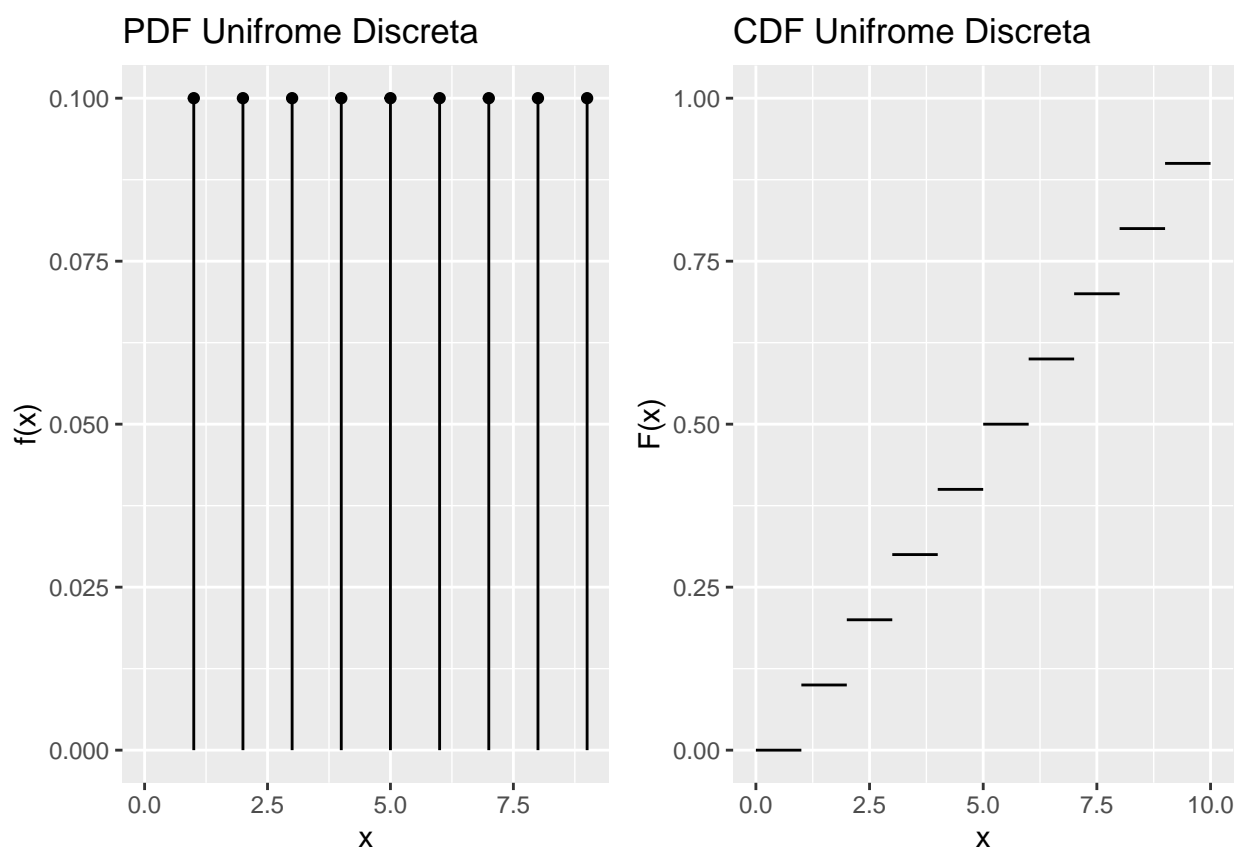 PDF Unifrome Discreta
0.100
0.075
0.050
0.025
0.000
f(x)
0.0 2.5 5.0 7.5
x
CDF Unifrome Discreta
1.00
0.75
0.50
0.25
0.00
F(x)
0.0 2.5 5.0 7.5 10.0
x